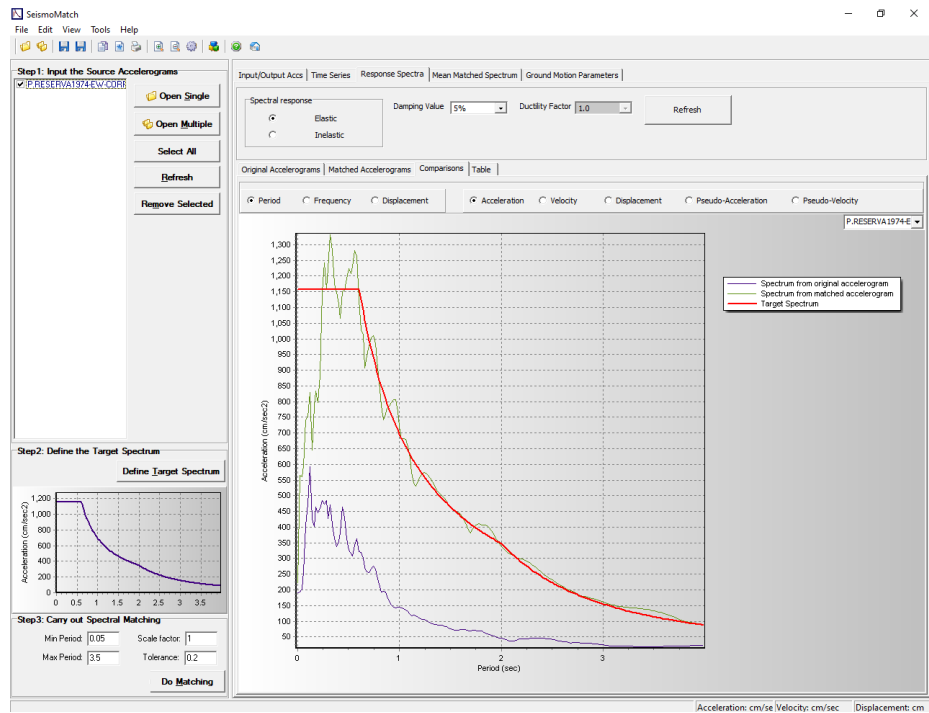 SeismoMatch
File Edit View Tools Help
Step1: Input the Source Accelerograms
P.RESERVA1974-EW-CORR
Open Single
Open Multiple
Select All
Refresh
Remove Selected
Step2: Define the Target Spectrum
Define Target Spectrum
Acceleration (cm/sec2)
1,200
1,000
800
600
400
200
0
0 0.5 1 1.5 2 2.5 3 3.5
Step3: Carry out Spectral Matching
Min Period: 0.05 Scale factor: 1
Max Period: 3.5 Tolerance: 0.2
Do Matching
Input/Output Accs Time Series Response Spectra Mean Matched Spectrum Ground Motion Parameters
Spectral response
Elastic
Inelastic
Damping Value 5% Ductility Factor 1.0 Refresh
Original Accelerograms Matched Accelerograms Comparisons Table
Period Frequency Displacement Acceleration Velocity Displacement Pseudo-Acceleration Pseudo-Velocity
P.RESERVA1974-E
Spectrum from original accelerogram
Spectrum from matched accelerogram
Target Spectrum
Acceleration (cm/sec2)
1,300
1,250
1,200
1,150
1,100
1,050
1,000
950
900
850
800
750
700
650
600
550
500
450
400
350
300
250
200
150
100
50
0 1 2 3
Period (sec)
Acceleration: cm/se Velocity: cm/sec Displacement: cm